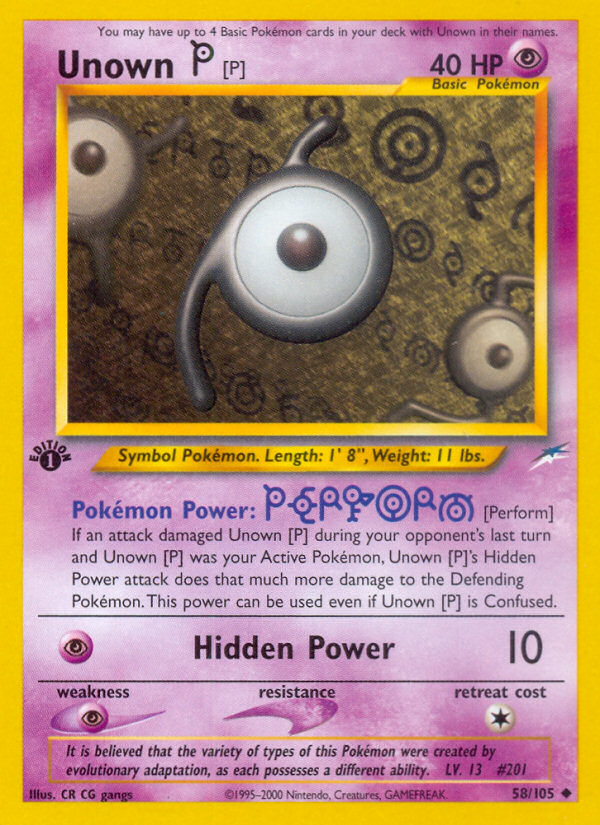 You may have up to 4 Basic Pokémon cards in your deck with Unown in their names.
Unown P [P] 40 HP
Basic Pokémon
EDITION 1
Symbol Pokémon. Length: 1' 8", Weight: 11 lbs.
Pokémon Power: PERFORM [Perform]
If an attack damaged Unown [P] during your opponent's last turn
and Unown [P] was your Active Pokémon, Unown [P]'s Hidden
Power attack does that much more damage to the Defending
Pokémon. This power can be used even if Unown [P] is Confused.
Hidden Power 10
weakness resistance retreat cost
It is believed that the variety of types of this Pokémon were created by
evolutionary adaptation, as each possesses a different ability. LV. 13 #201
Illus. CR CG gangs ©1995-2000 Nintendo, Creatures, GAMEFREAK. 58/105